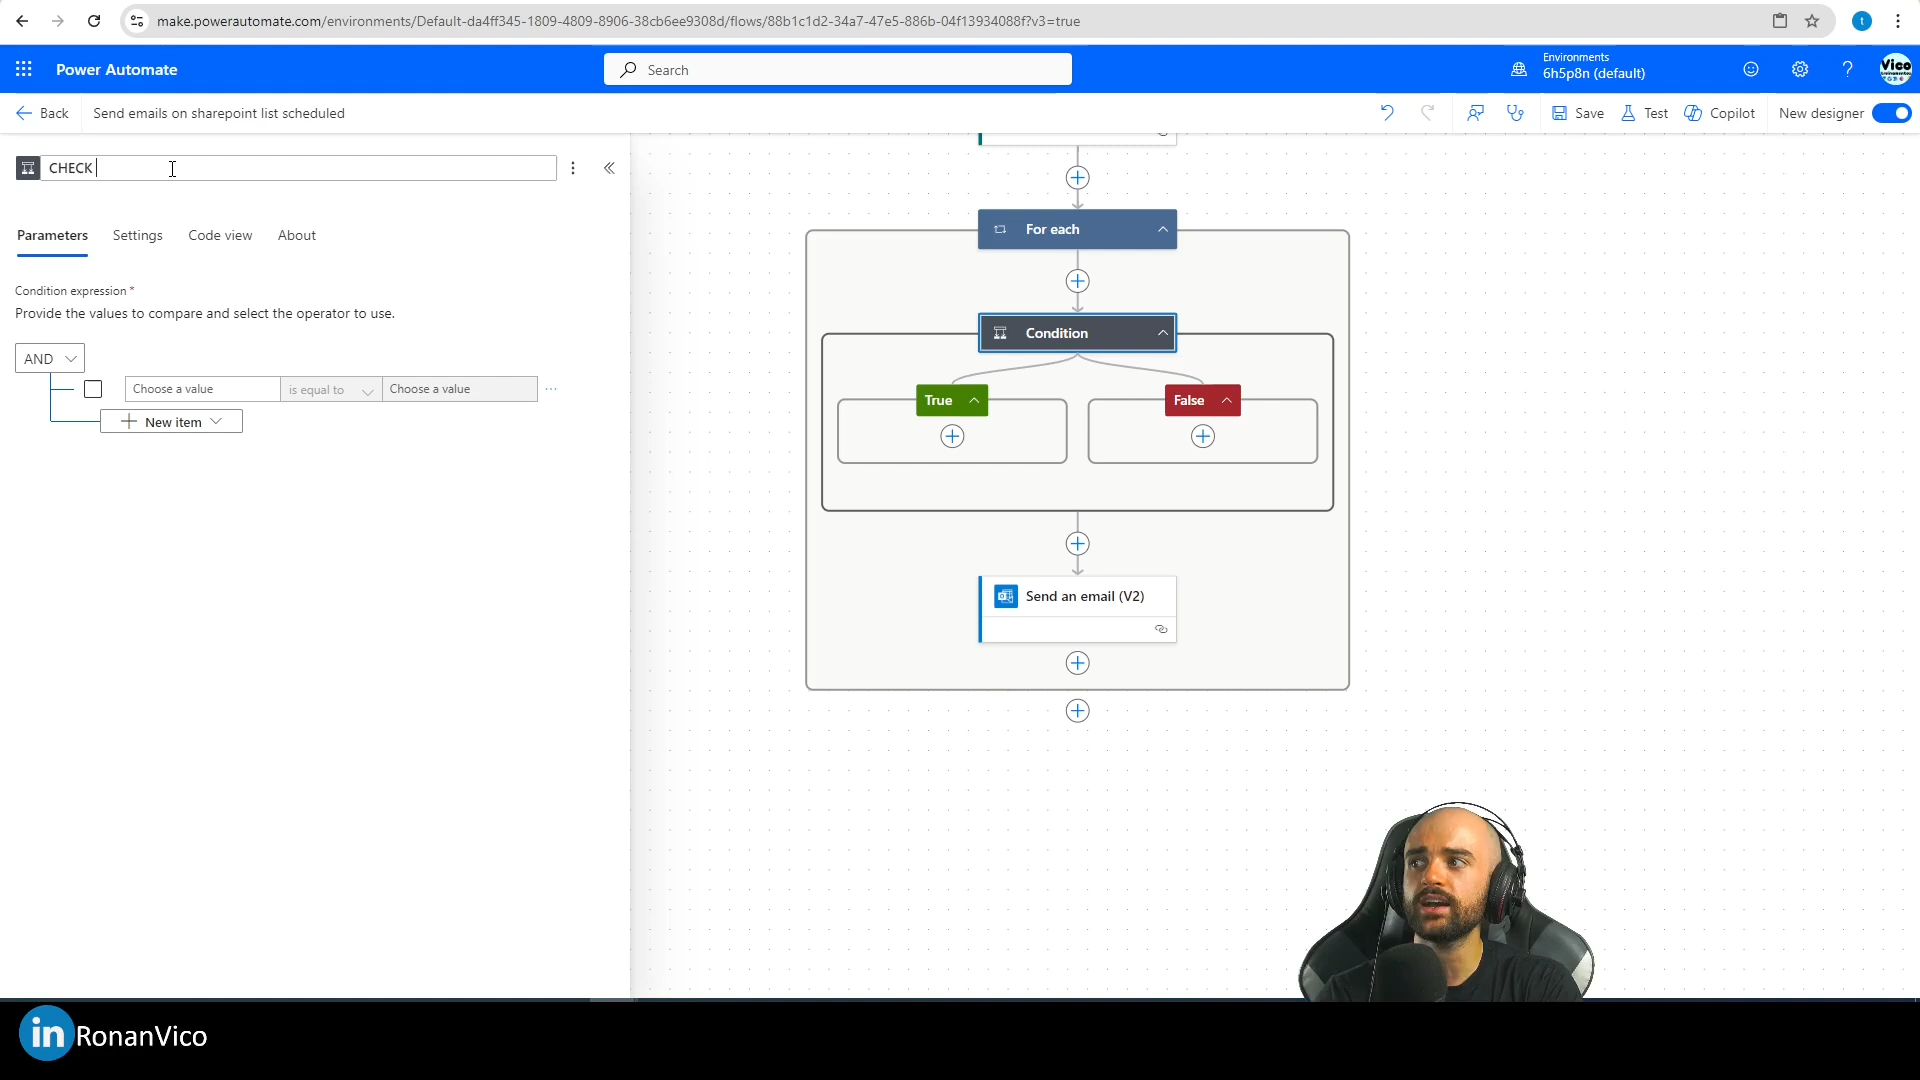 make.powerautomate.com/environments/Default-da4ff345-1809-4809-8906-38cb6ee9308d/flows/88b1c1d2-34a7-47e5-886b-04f13934088f?v3=true
t
Power Automate
Search
Environments
6h5p8n (default)
Vico
Back
Send emails on sharepoint list scheduled
Save
Test
Copilot
New designer
CHECK
Parameters
Settings
Code view
About
Condition expression *
Provide the values to compare and select the operator to use.
AND
Choose a value
is equal to
Choose a value
New item
For each
Condition
True
False
Send an email (V2)
in RonanVico